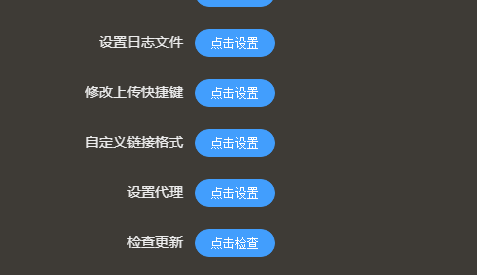 设置日志文件 点击设置
修改上传快捷键 点击设置
自定义链接格式 点击设置
设置代理 点击设置
检查更新 点击检查